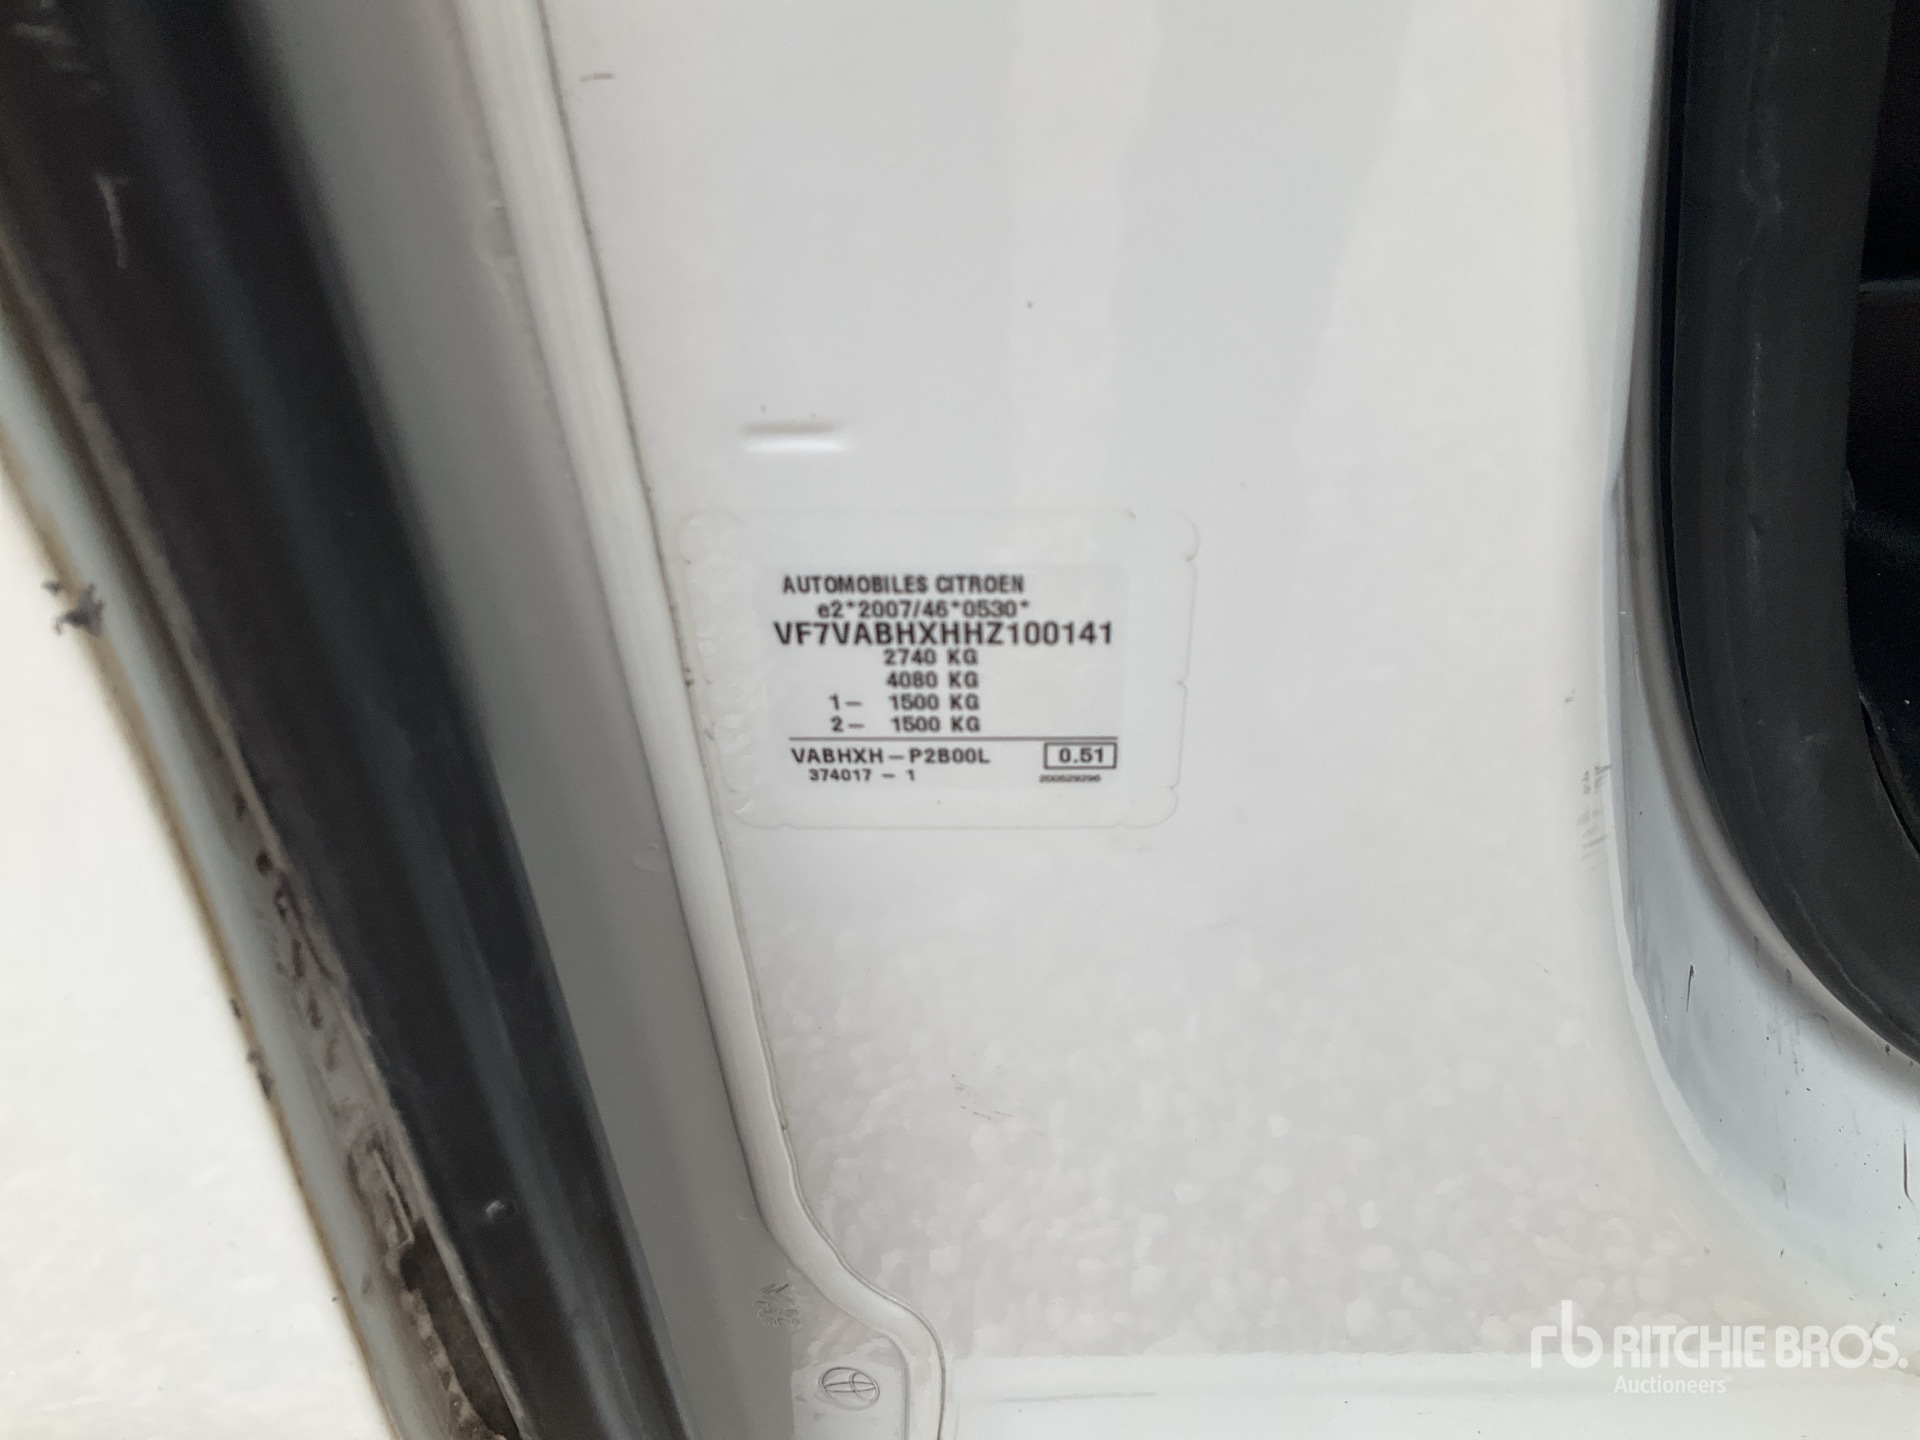 AUTOMOBILES CITROEN
e2*2007/46*0530*
VF7VABHXHHZ100141
2740 KG
4080 KG
1- 1500 KG
2- 1500 KG
VABHXH-P2B00L 0.51
374017 - 1
rb RITCHIE BROS.
Auctioneers